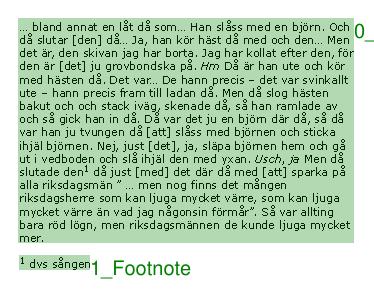 … bland annat en låt då som… Han slåss med en björn. Och
då slutar [den] då… Ja, han kör häst då med och den… Men
det är, den skivan jag har borta. Jag har kollat efter den, för
den är [det] ju grovbondska på. Hm Då är han ute och kör
med hästen då. Det var… De hann precis – det var svinkallt
ute – hann precis fram till ladan då. Men då slog hästen
bakut och och stack iväg, skenade då, så han ramlade av
och så gick han in då. Då var det ju en björn där då, så då
var han ju tvungen då [att] slåss med björnen och sticka
ihjäl björnen. Nej, just [det], ja, släpa björnen hem och gå
ut i vedboden och slå ihjäl den med yxan. Usch, ja Men då
slutade den¹ då just [med] det där då med [att] sparka på
alla riksdagsmän ” … men nog finns det mången
riksdagsherre som kan ljuga mycket värre, som kan ljuga
mycket värre än vad jag någonsin förmår”. Så var allting
bara röd lögn, men riksdagsmännen de kunde ljuga mycket
mer.
¹ dvs sången
0_
1_Footnote